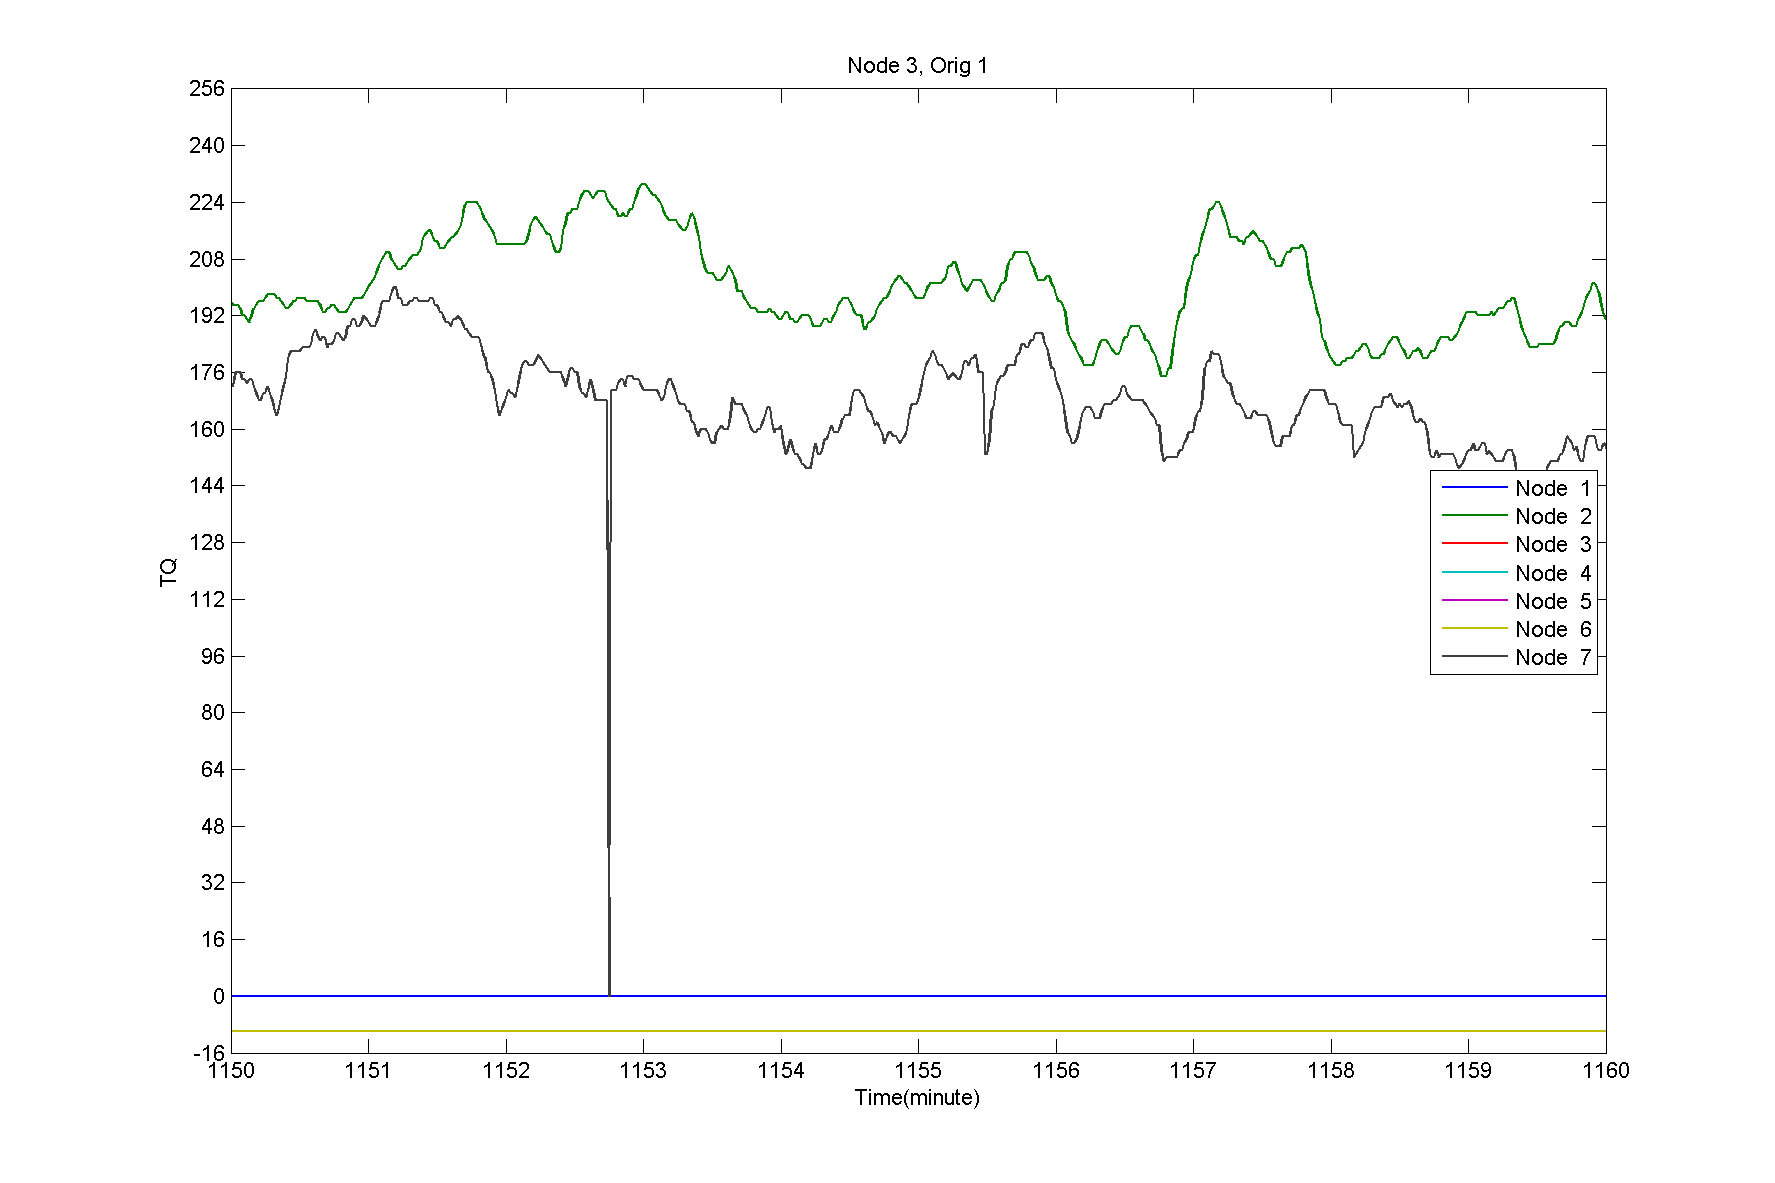 Node 3, Orig 1
256
240
224
208
192
176
160
144
128
112
96
80
64
48
32
16
0
-16
TQ
Node 1
Node 2
Node 3
Node 4
Node 5
Node 6
Node 7
1150 1151 1152 1153 1154 1155 1156 1157 1158 1159 1160
Time(minute)